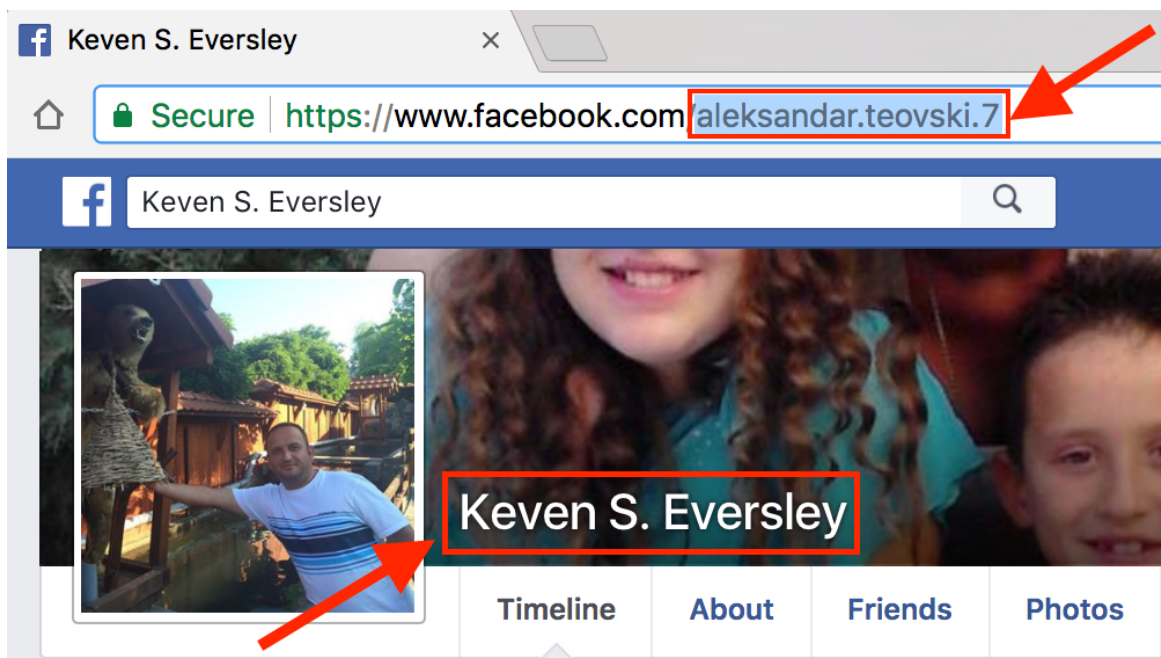 Keven S. Eversley
Secure https://www.facebook.com/aleksandar.teovski.7
Keven S. Eversley
Keven S. Eversley
Timeline About Friends Photos